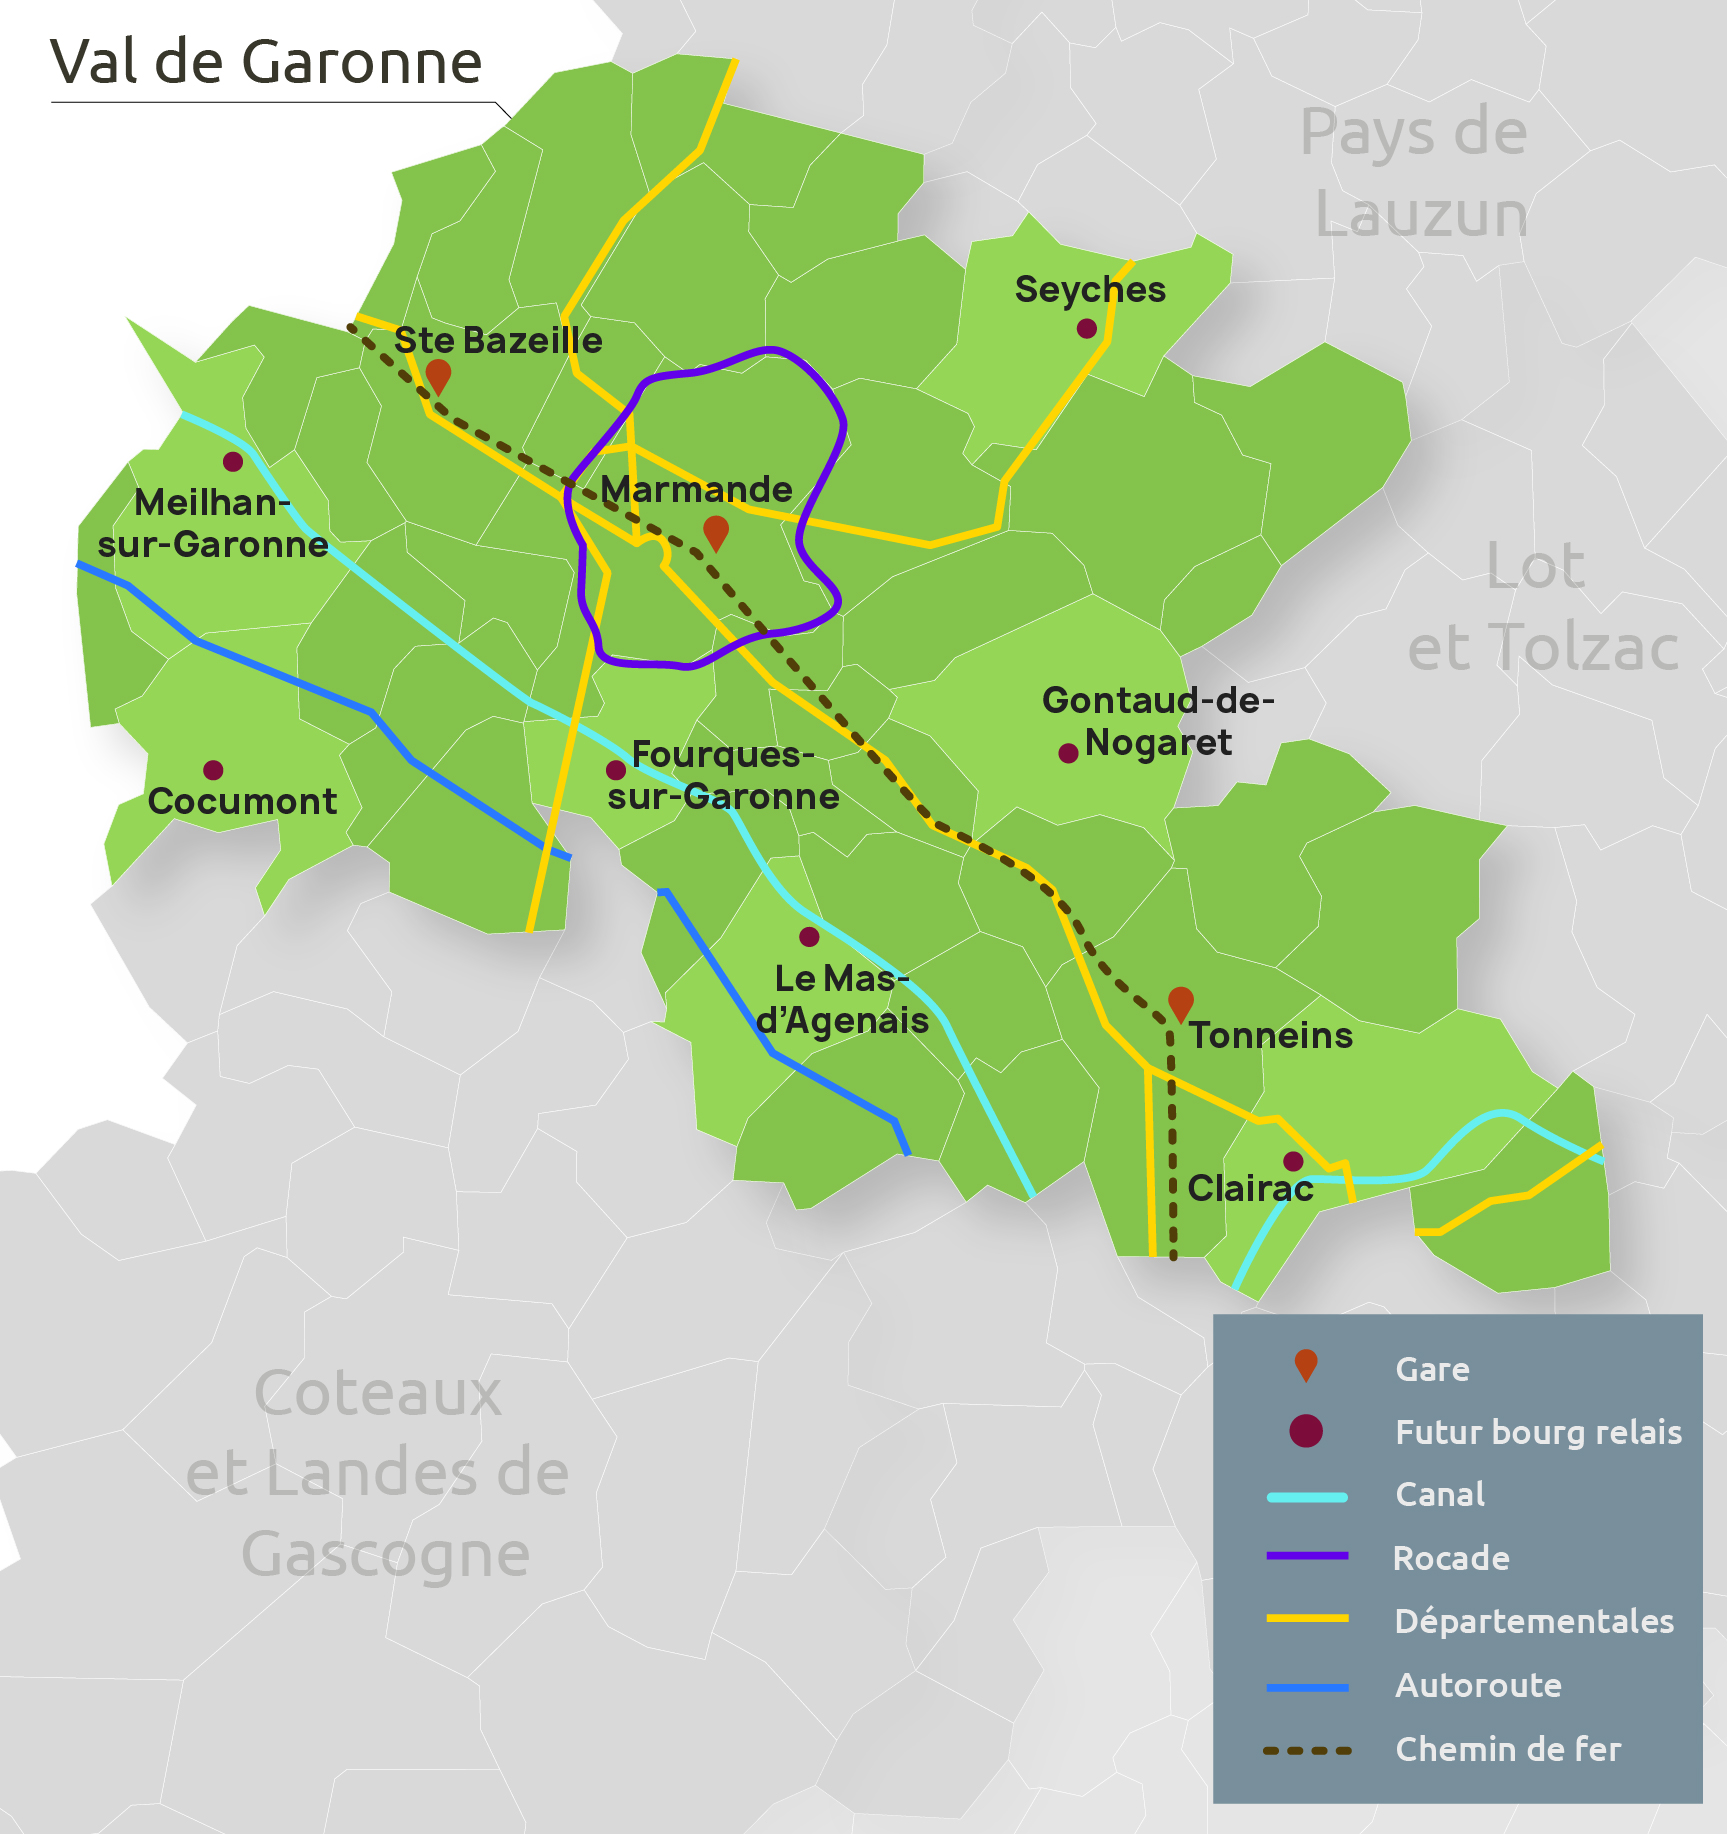 Val de Garonne
Pays de
Lauzun
Seyches
Ste Bazeille
Marmande
Meilhan-
sur-Garonne
Lot
et Tolzac
Gontaud-de-
Nogaret
Fourques-
sur-Garonne
Cocumont
Le Mas-
d'Agenais
Tonneins
Clairac
Coteaux
et Landes de
Gascogne
Gare
Futur bourg relais
Canal
Rocade
Départementales
Autoroute
Chemin de fer